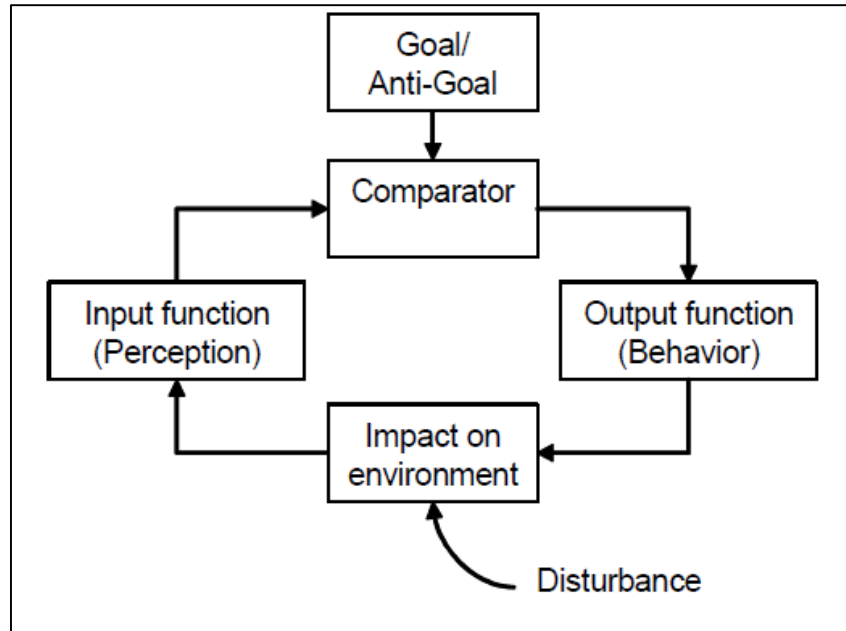 Goal/
Anti-Goal
Comparator
Input function
(Perception)
Output function
(Behavior)
Impact on
environment
Disturbance